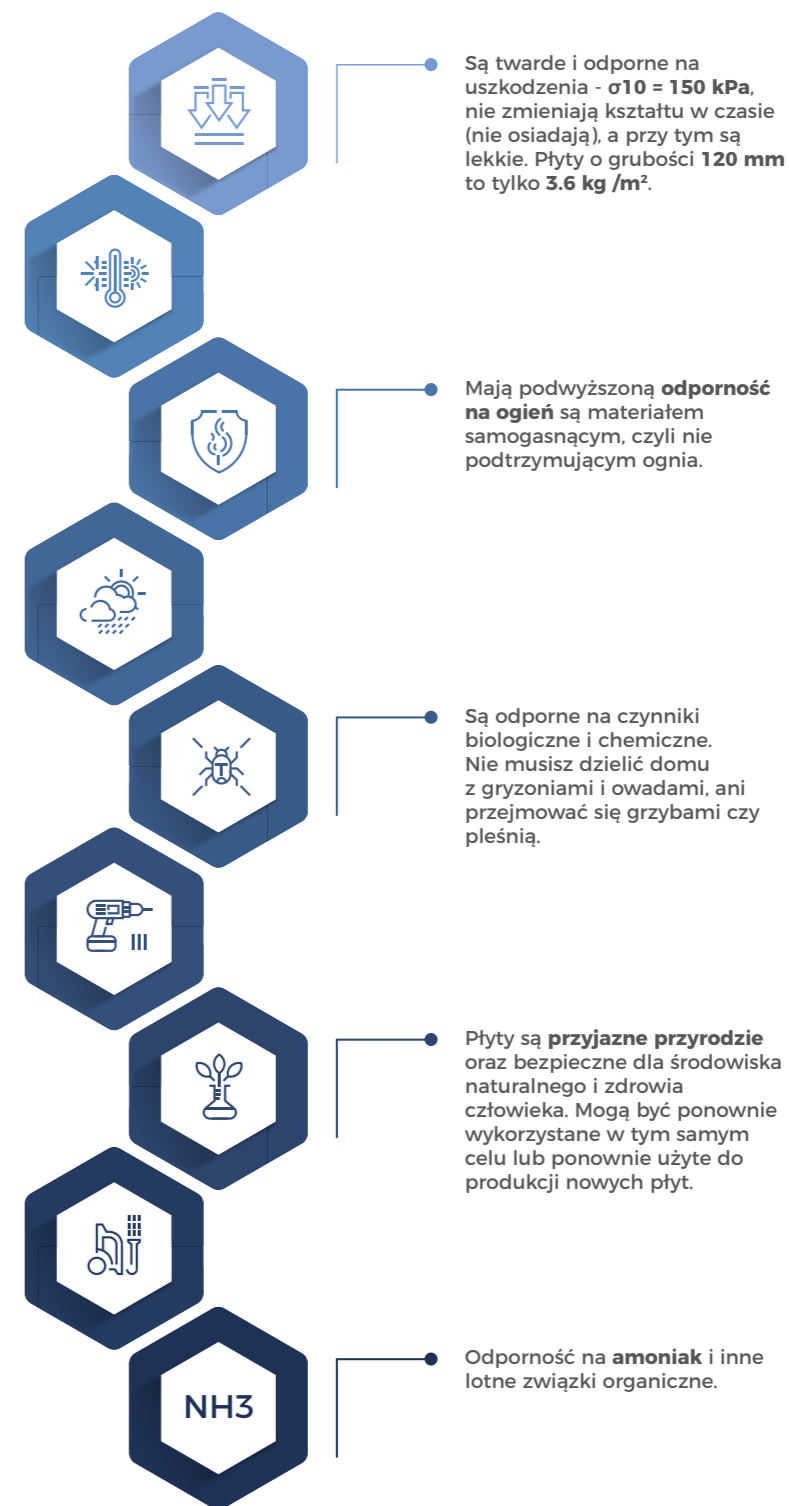 Są twarde i odporne na
uszkodzenia - σ10 = 150 kPa,
nie zmieniają kształtu w czasie
(nie osiadają), a przy tym są
lekkie. Płyty o grubości 120 mm
to tylko 3.6 kg /m².
Mają podwyższoną odporność
na ogień są materiałem
samogasnącym, czyli nie
podtrzymującym ognia.
Są odporne na czynniki
biologiczne i chemiczne.
Nie musisz dzielić domu
z gryzoniami i owadami, ani
przejmować się grzybami czy
pleśnią.
Płyty są przyjazne przyrodzie
oraz bezpieczne dla środowiska
naturalnego i zdrowia
człowieka. Mogą być ponownie
wykorzystane w tym samym
celu lub ponownie użyte do
produkcji nowych płyt.
NH3
Odporność na amoniak i inne
lotne związki organiczne.